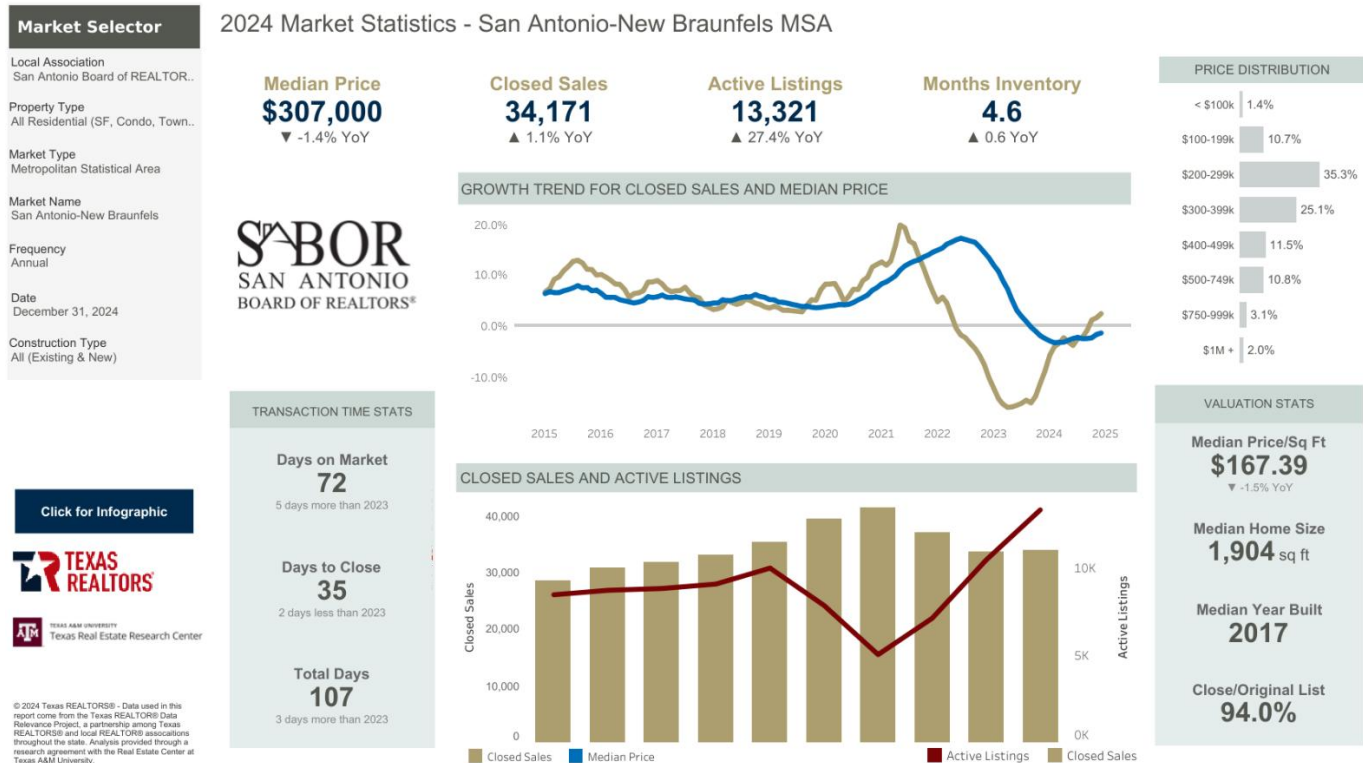 Market Selector
Local Association
San Antonio Board of REALTOR..
Property Type
All Residential (SF, Condo, Town..
Market Type
Metropolitan Statistical Area
Market Name
San Antonio-New Braunfels
Frequency
Annual
Date
December 31, 2024
Construction Type
All (Existing & New)
Click for Infographic
TEXAS
REALTORS®
TEXAS A&M UNIVERSITY
Texas Real Estate Research Center
© 2024 Texas REALTORS® - Data used in this
report come from the Texas REALTOR® Data
Relevance Project, a partnership among Texas
REALTORS® and local REALTOR® assocaitions
throughout the state. Analysis provided through a
research agreement with the Real Estate Center at
Texas A&M University.
2024 Market Statistics - San Antonio-New Braunfels MSA
Median Price
$307,000
▼ -1.4% YoY
Closed Sales
34,171
▲ 1.1% YoY
Active Listings
13,321
▲ 27.4% YoY
Months Inventory
4.6
▲ 0.6 YoY
SABOR
SAN ANTONIO
BOARD OF REALTORS®
TRANSACTION TIME STATS
Days on Market
72
5 days more than 2023
Days to Close
35
2 days less than 2023
Total Days
107
3 days more than 2023
GROWTH TREND FOR CLOSED SALES AND MEDIAN PRICE
20.0%
10.0%
0.0%
-10.0%
2015 2016 2017 2018 2019 2020 2021 2022 2023 2024 2025
CLOSED SALES AND ACTIVE LISTINGS
Closed Sales
40,000
30,000
20,000
10,000
0
10K
5K
0K
Active Listings
Closed Sales Median Price
Active Listings Closed Sales
PRICE DISTRIBUTION
< $100k 1.4%
$100-199k 10.7%
$200-299k 35.3%
$300-399k 25.1%
$400-499k 11.5%
$500-749k 10.8%
$750-999k 3.1%
$1M + 2.0%
VALUATION STATS
Median Price/Sq Ft
$167.39
▼ -1.5% YoY
Median Home Size
1,904 sq ft
Median Year Built
2017
Close/Original List
94.0%